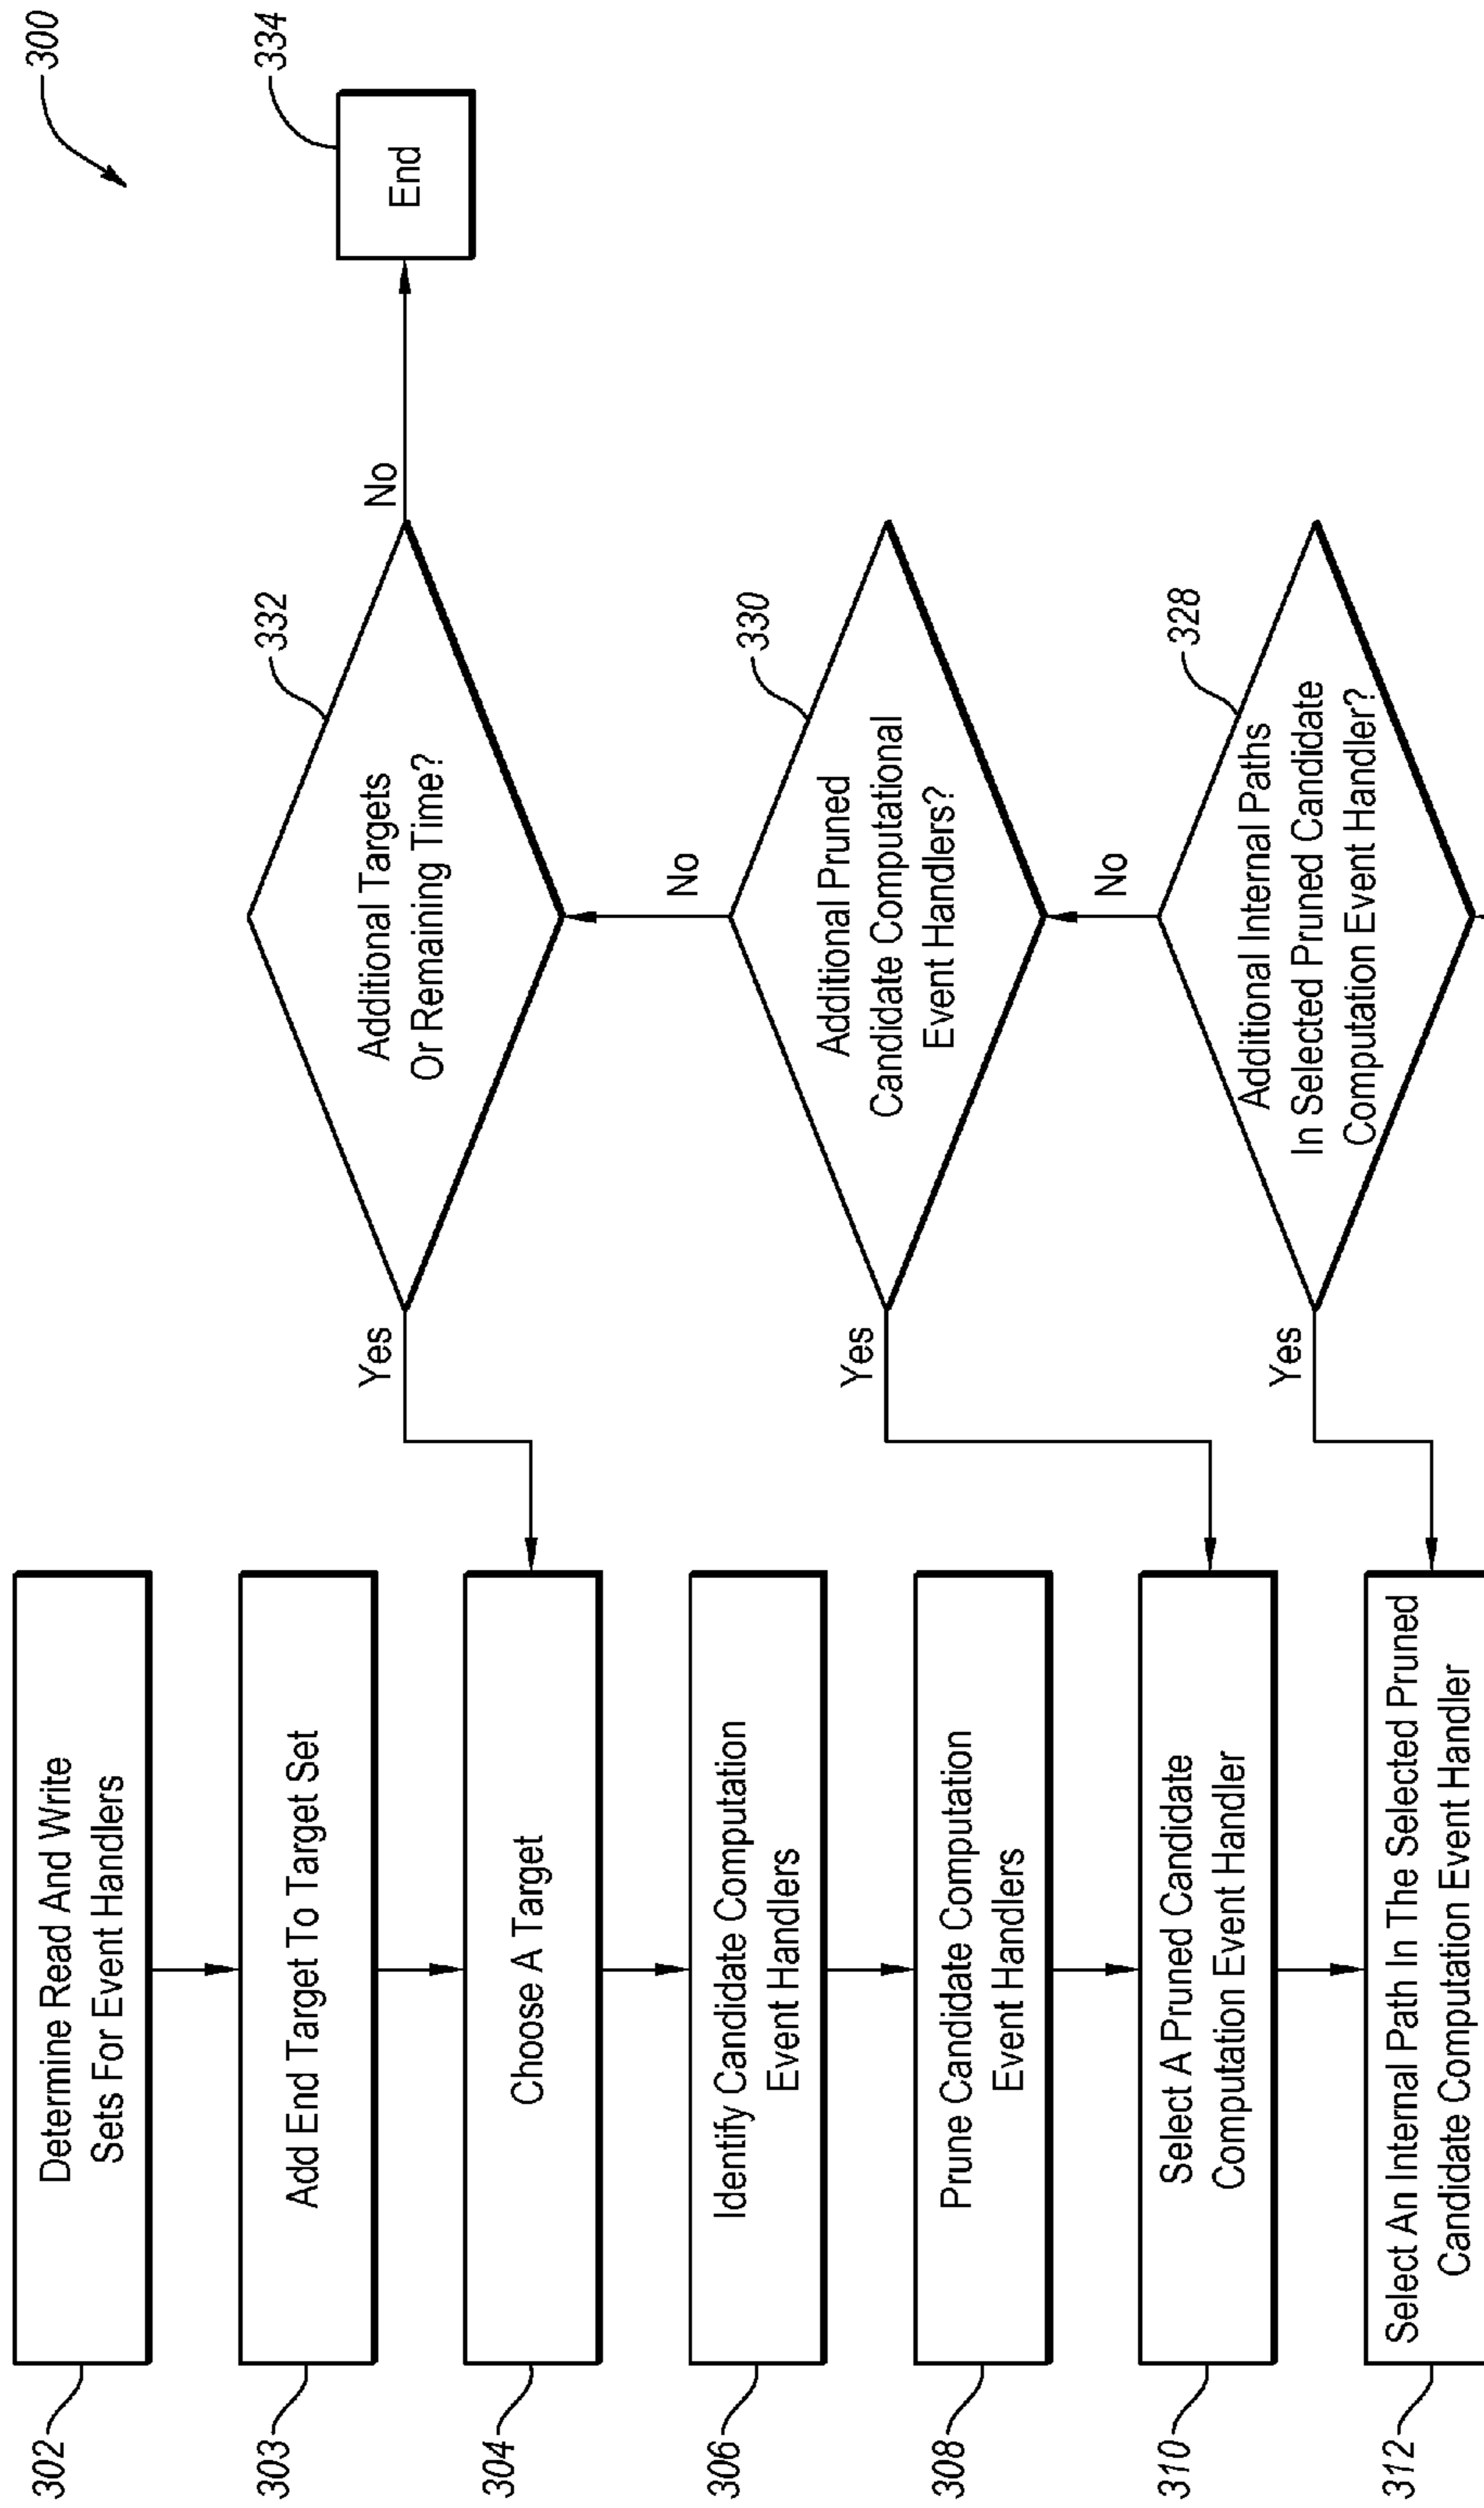 300
302
Determine Read And Write
Sets For Event Handlers
303
Add End Target To Target Set
304
Choose A Target
306
Identify Candidate Computation
Event Handlers
308
Prune Candidate Computation
Event Handlers
310
Select A Pruned Candidate
Computation Event Handler
312
Select An Internal Path In The Selected Pruned
Candidate Computation Event Handler
328
Additional Internal Paths
In Selected Pruned Candidate
Computation Event Handler?
Yes
No
330
Additional Pruned
Candidate Computational
Event Handlers?
Yes
No
332
Additional Targets
Or Remaining Time?
Yes
No
334
End